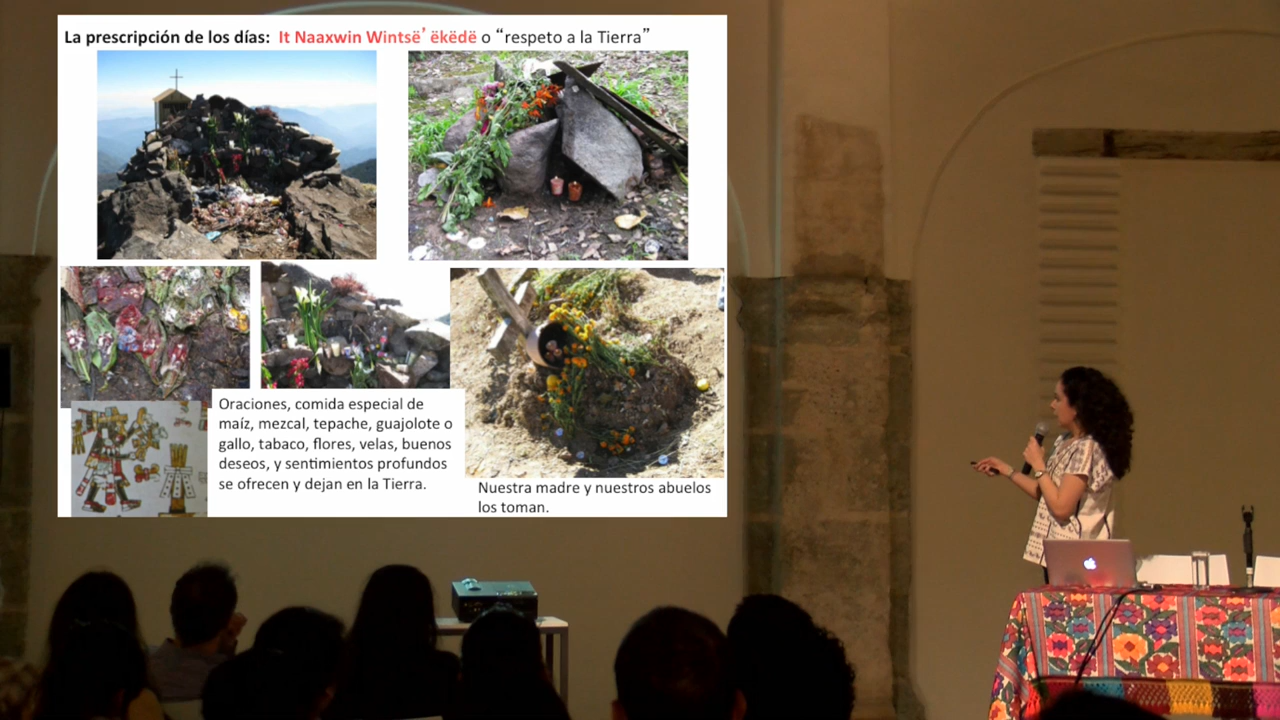 La prescripción de los días: It Naaxwin Wintsë’ ëkëdë o “respeto a la Tierra”
Oraciones, comida especial de
maíz, mezcal, tepache, guajolote o
gallo, tabaco, flores, velas, buenos
deseos, y sentimientos profundos
se ofrecen y dejan en la Tierra.
Nuestra madre y nuestros abuelos
los toman.